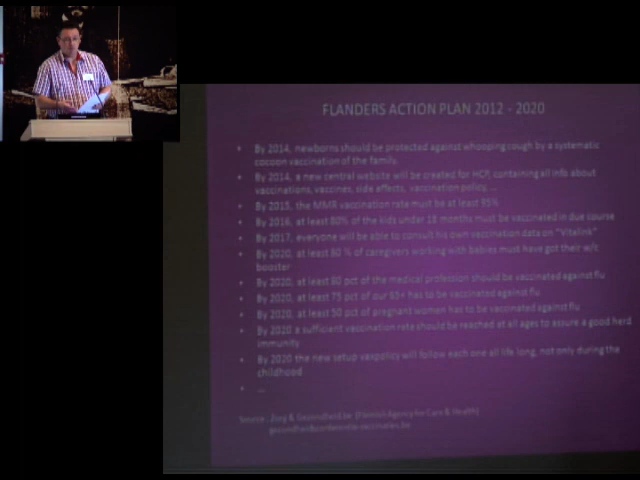 FLANDERS ACTION PLAN 2012 - 2020
• By 2014, newborns should be protected against whooping cough by a systematic
cocoon vaccination of the family.
• By 2014, a new central website will be created for HCP, containing all info about
vaccinations, vaccines, side effects, vaccination policy, ...
• By 2015, the MMR vaccination rate must be at least 95%
• By 2016, at least 80% of the kids under 18 months must be vaccinated in due course
• By 2017, everyone will be able to consult his own vaccination data on "Vitalink"
• By 2020, at least 90 % of caregivers working with babies must have got their w/c
booster
• By 2020, at least 80 pct of the medical profession should be vaccinated against flu
• By 2020, at least 75 pct of our 65+ has to be vaccinated against flu
• By 2020, at least 50 pct of pregnant women has to be vaccinated against flu
• By 2020 a sufficient vaccination rate should be reached at all ages to assure a good herd
immunity
• By 2020 the new setup vaxpolicy will follow each one all life long, not only during the
childhood
• ...
Source : Zorg & Gezondheid.be (Flemish Agency for Care & Health)